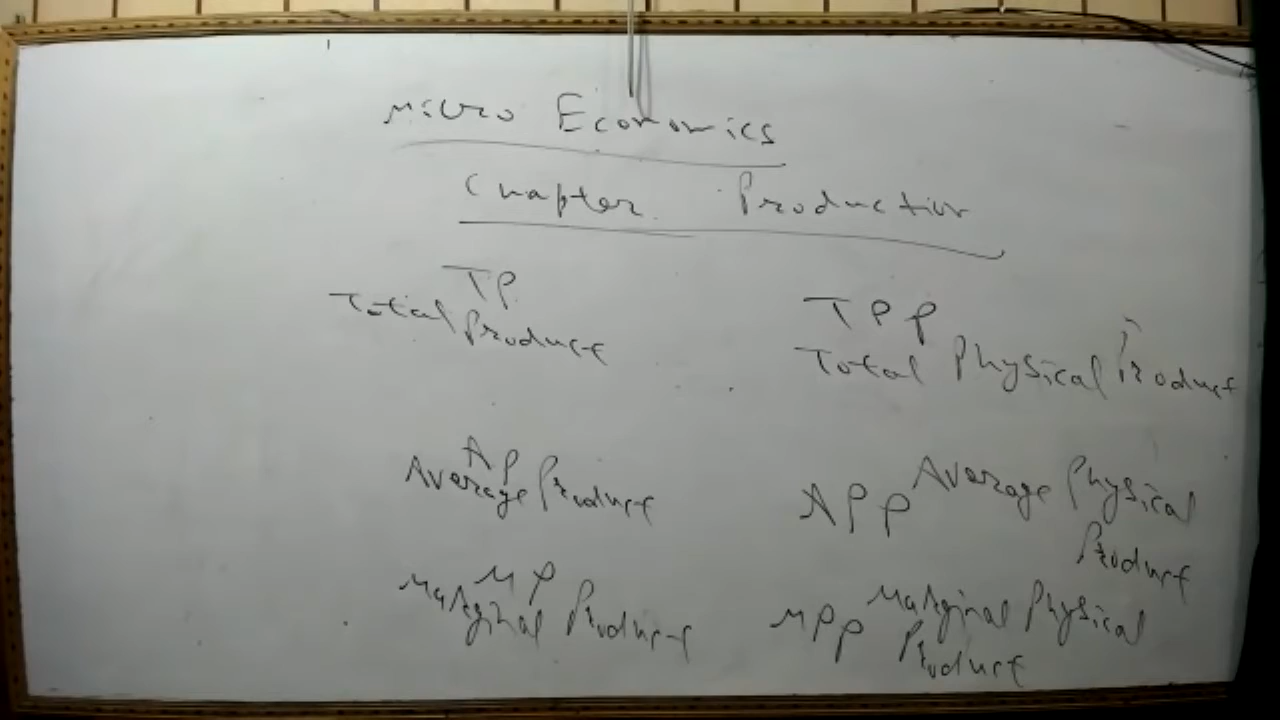 Micro Economics
Chapter Production
TP
Total Product
TPP
Total Physical Product
AP
Average Product
APP Average Physical
Product
MP
Marginal Product
MPP Marginal Physical
Product